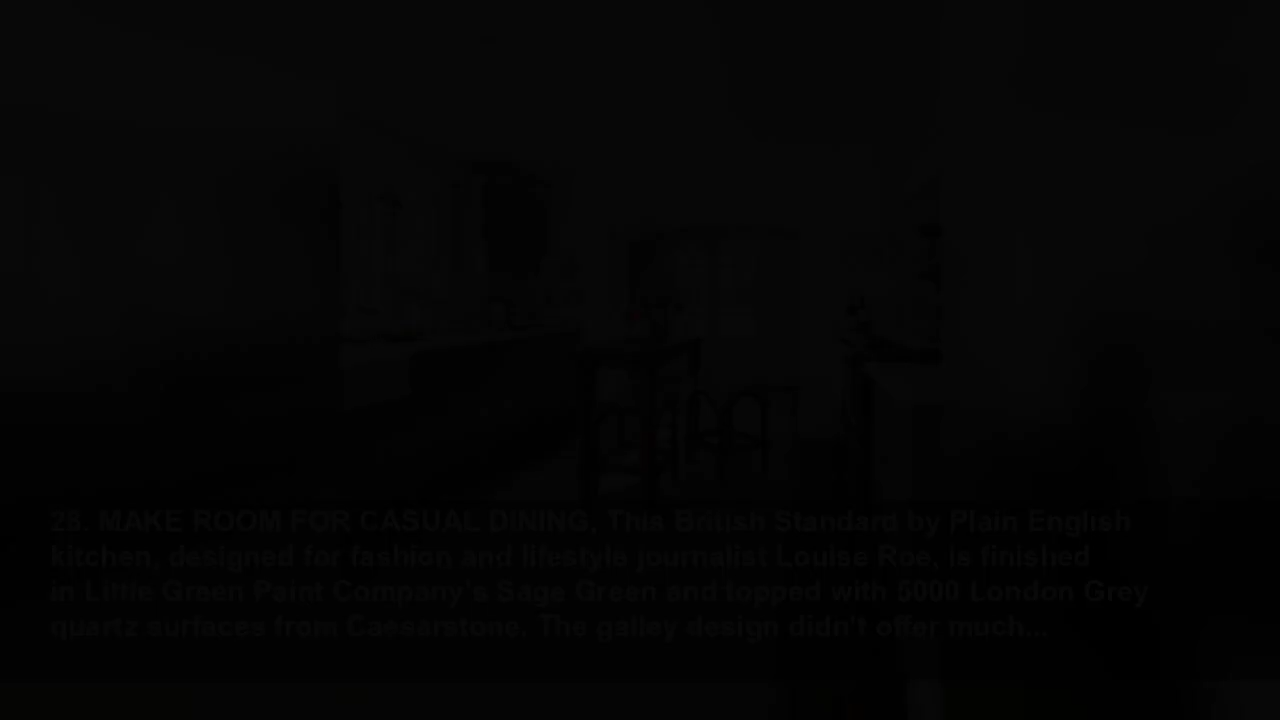 28. MAKE ROOM FOR CASUAL DINING. This British Standard by Plain English
kitchen, designed for fashion and lifestyle journalist Louise Roe, is finished
in Little Green Paint Company's Sage Green and topped with 5000 London Grey
quartz surfaces from Caesarstone. The galley design didn't offer much...